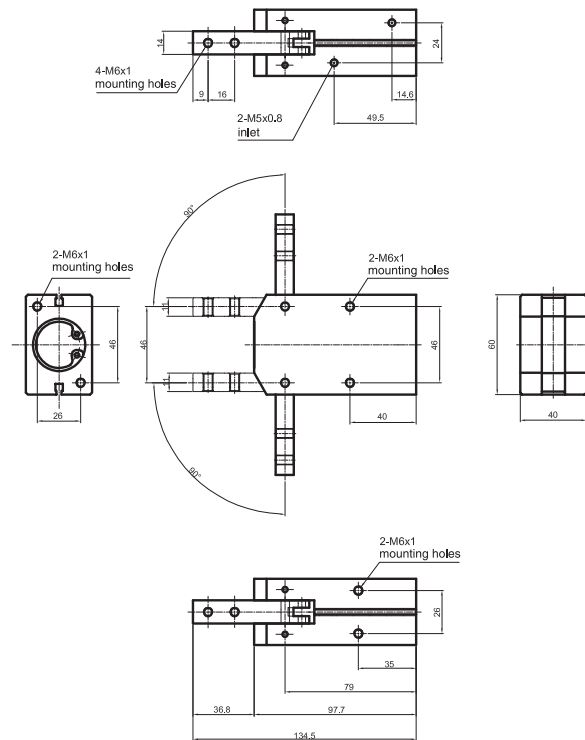 14
4-M6x1
mounting holes
9
16
2-M5x0.8
inlet
24
14.6
49.5
90°
2-M6x1
mounting holes
2-M6x1
mounting holes
11
46
11
46
26
46
40
60
40
90°
2-M6x1
mounting holes
26
35
79
36.8
97.7
134.5